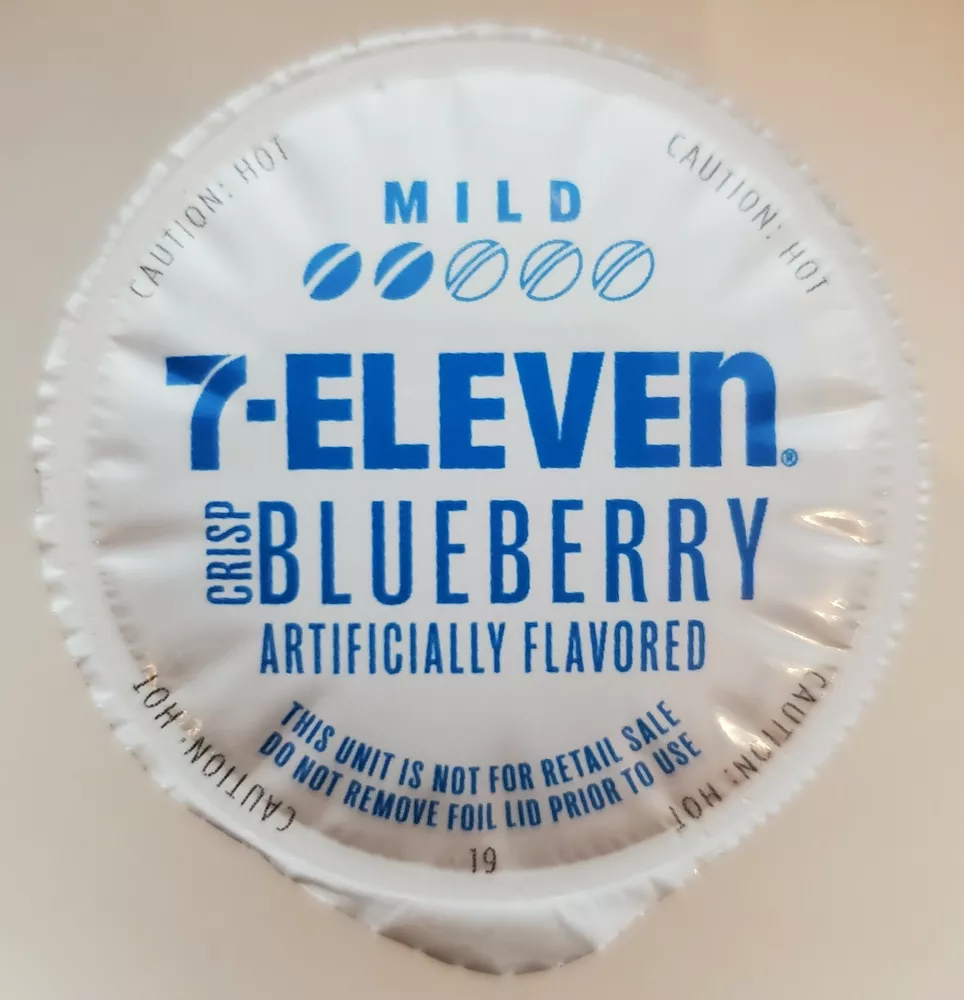 CAUTION: HOT
CAUTION: HOT
MILD
7-ELEVEN®
CRISP
BLUEBERRY
ARTIFICIALLY FLAVORED
THIS UNIT IS NOT FOR RETAIL SALE
DO NOT REMOVE FOIL LID PRIOR TO USE
CAUTION: HOT
CAUTION: HOT
19